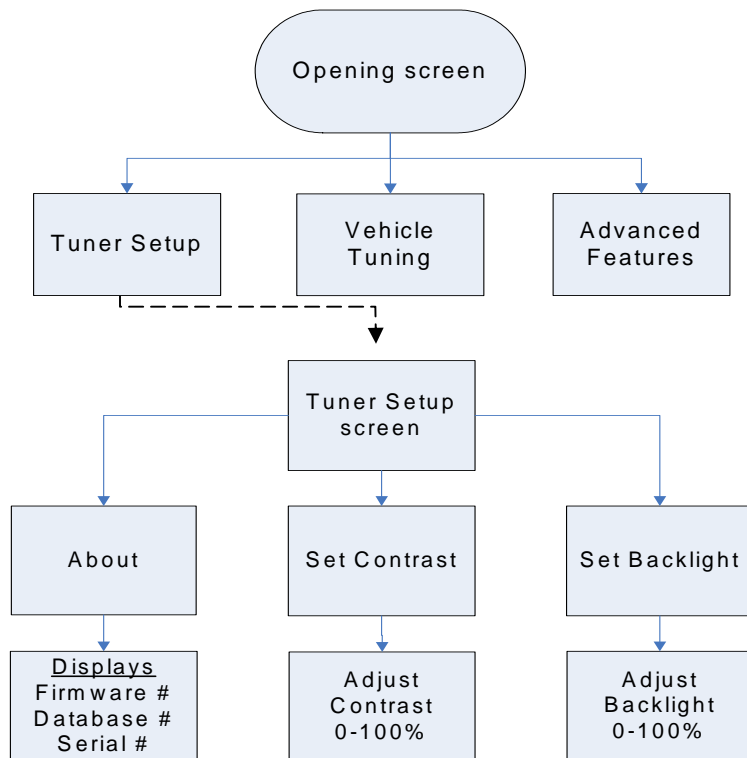 Opening screen
Tuner Setup
Vehicle
Tuning
Advanced
Features
Tuner Setup
screen
About
Set Contrast
Set Backlight
Displays
Firmware #
Database #
Serial #
Adjust
Contrast
0-100%
Adjust
Backlight
0-100%